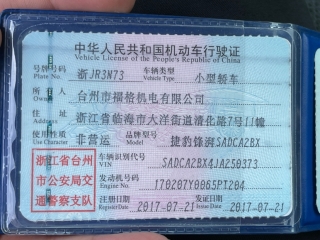 中华人民共和国机动车行驶证
Vehicle License of the People's Republic of China
号牌号码 Plate No. 浙JR3N73 车辆类型 Vehicle Type 小型轿车
所有人 Owner 台州市福格机电有限公司
住址 Address 浙江省临海市大洋街道清化路7号11幢
使用性质 Use Character 非营运 品牌型号 Model 捷豹锋湃SADCA2BX
浙江省台州
市公安局交
通警察支队
车辆识别代号 VIN SADCA2BX4JA250373
发动机号码 Engine No. 170207Y0065PT204
注册日期 Register Date 2017-07-21 发证日期 Issue Date 2017-07-21